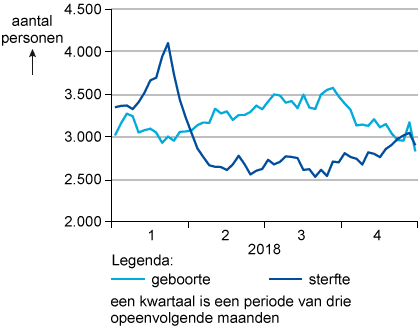 aantal
personen
4.500
4.000
3.500
3.000
2.500
2.000
1 2 3 4
2018
Legenda:
geboorte sterfte
een kwartaal is een periode van drie
opeenvolgende maanden